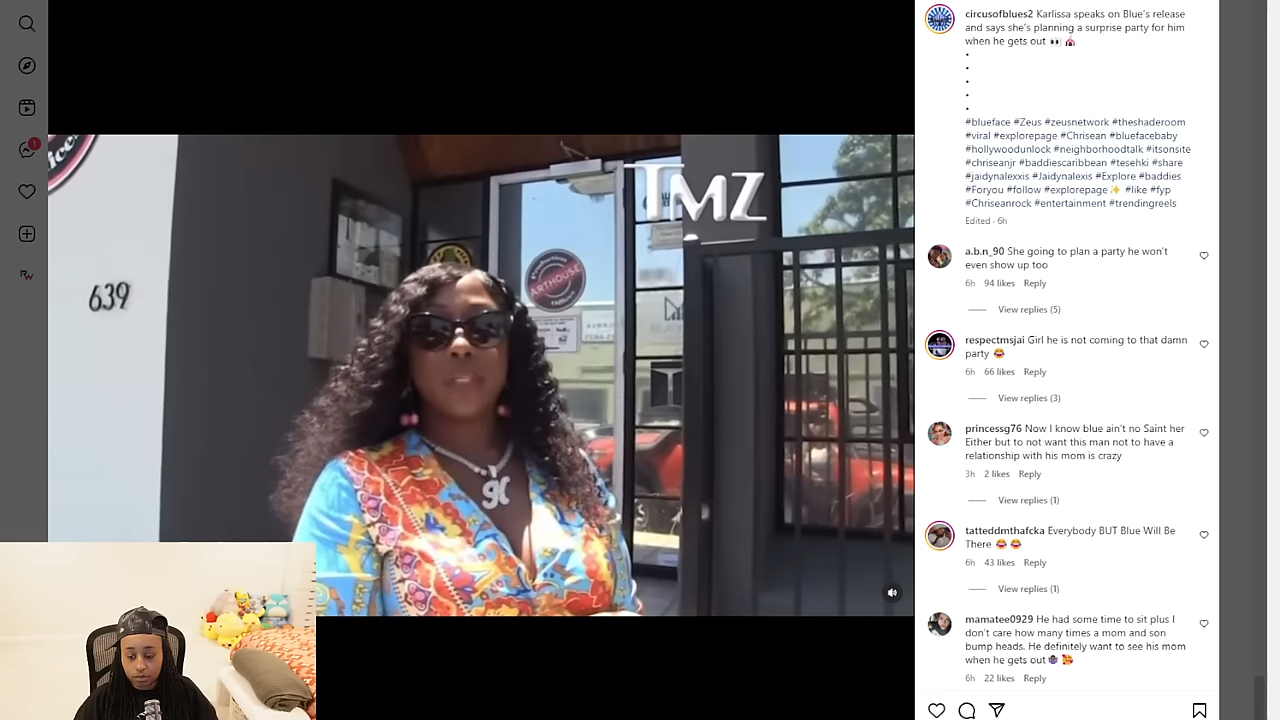 639
TMZ
Production
ARTHOUSE
Office
circusofblues2 Karlissa speaks on Blue's release
and says she's planning a surprise party for him
when he gets out 👀 🎪
•
•
•
•
•
#blueface #Zeus #zeusnetwork #theshaderoom
#viral #explorepage #Chrisean #bluefacebaby
#hollywoodunlock #neighborhoodtalk #itsonsite
#chriseanjr #baddiescaribbean #tesehki #share
#jaidynalexxis #Jaidynalexis #Explore #baddies
#Foryou #follow #explorepage✨ #like #fyp
#Chriseanrock #entertainment #trendingreels
Edited · 6h
a.b.n_90 She going to plan a party he won't
even show up too
6h 94 likes Reply
View replies (5)
respectmsjai Girl he is not coming to that damn
party 😂
6h 66 likes Reply
View replies (3)
princessg76 Now I know blue ain't no Saint her
Either but to not want this man not to have a
relationship with his mom is crazy
3h 2 likes Reply
View replies (1)
tatteddmthafcka Everybody BUT Blue Will Be
There 😂 😂
6h 43 likes Reply
View replies (1)
mamatee0929 He had some time to sit plus I
don't care how many times a mom and son
bump heads. He definitely want to see his mom
when he gets out🤷🏿‍♀️ 🥰
6h 22 likes Reply
1